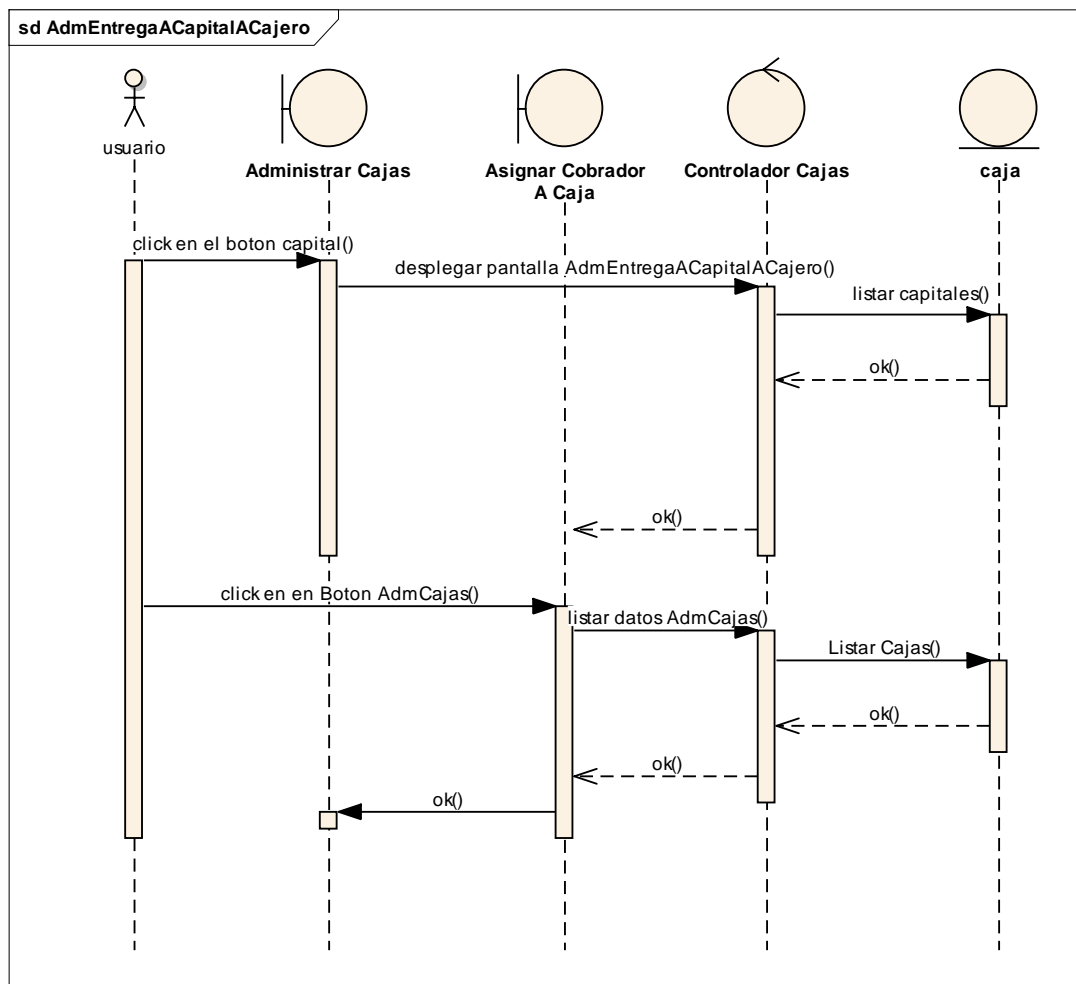 sd AdmEntregaACapitalACajero
usuario
Administrar Cajas
Asignar Cobrador
A Caja
Controlador Cajas
caja
click en el boton capital()
desplegar pantalla AdmEntregaACapitalACajero()
listar capitales()
ok()
ok()
click en en Boton AdmCajas()
listar datos AdmCajas()
Listar Cajas()
ok()
ok()
ok()